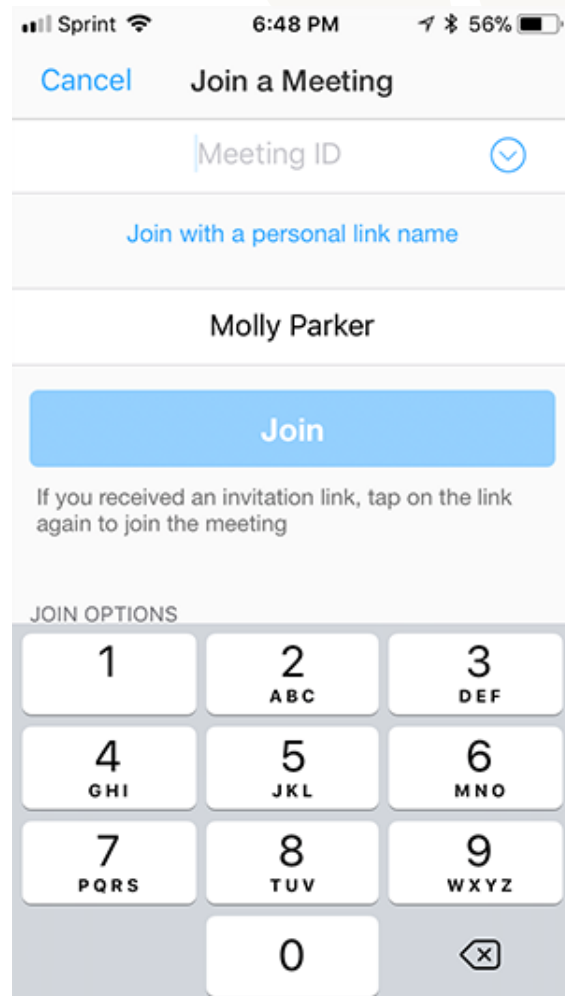 Sprint 6:48 PM 56%
Cancel Join a Meeting
Meeting ID
Join with a personal link name
Molly Parker
Join
If you received an invitation link, tap on the link
again to join the meeting
JOIN OPTIONS
1 2 3
ABC DEF
4 5 6
GHI JKL MNO
7 8 9
PQRS TUV WXYZ
0